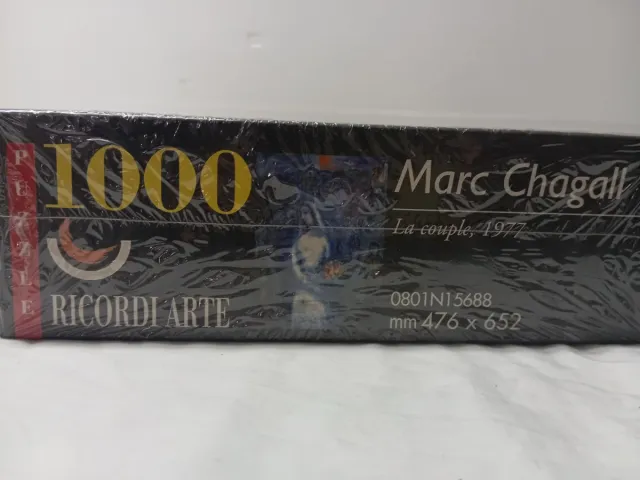 PUZZLE
1000
RICORDI ARTE
Marc Chagall
La couple, 1977
0801N15688
mm 476 x 652